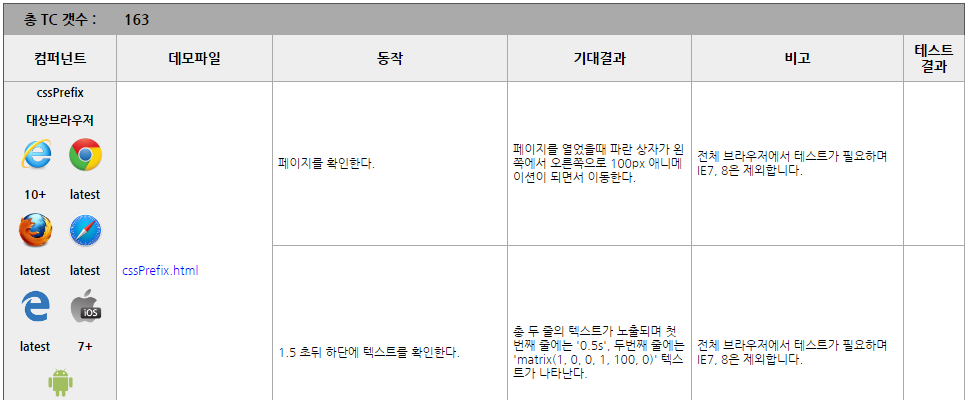 총 TC 갯수 : 163
컴퍼넌트 데모파일 동작 기대결과 비고 테스트
결과
cssPrefix
대상브라우저
10+ latest
latest latest
iOS
latest 7+
cssPrefix.html
페이지를 확인한다.
페이지를 열었을때 파란 상자가 왼
쪽에서 오른쪽으로 100px 애니메
이션이 되면서 이동한다.
전체 브라우저에서 테스트가 필요하며
IE7, 8은 제외합니다.
1.5 초뒤 하단에 텍스트를 확인한다.
총 두 줄의 텍스트가 노출되며 첫
번째 줄에는 '0.5s', 두번째 줄에는
'matrix(1, 0, 0, 1, 100, 0)' 텍스
트가 나타난다.
전체 브라우저에서 테스트가 필요하며
IE7, 8은 제외합니다.